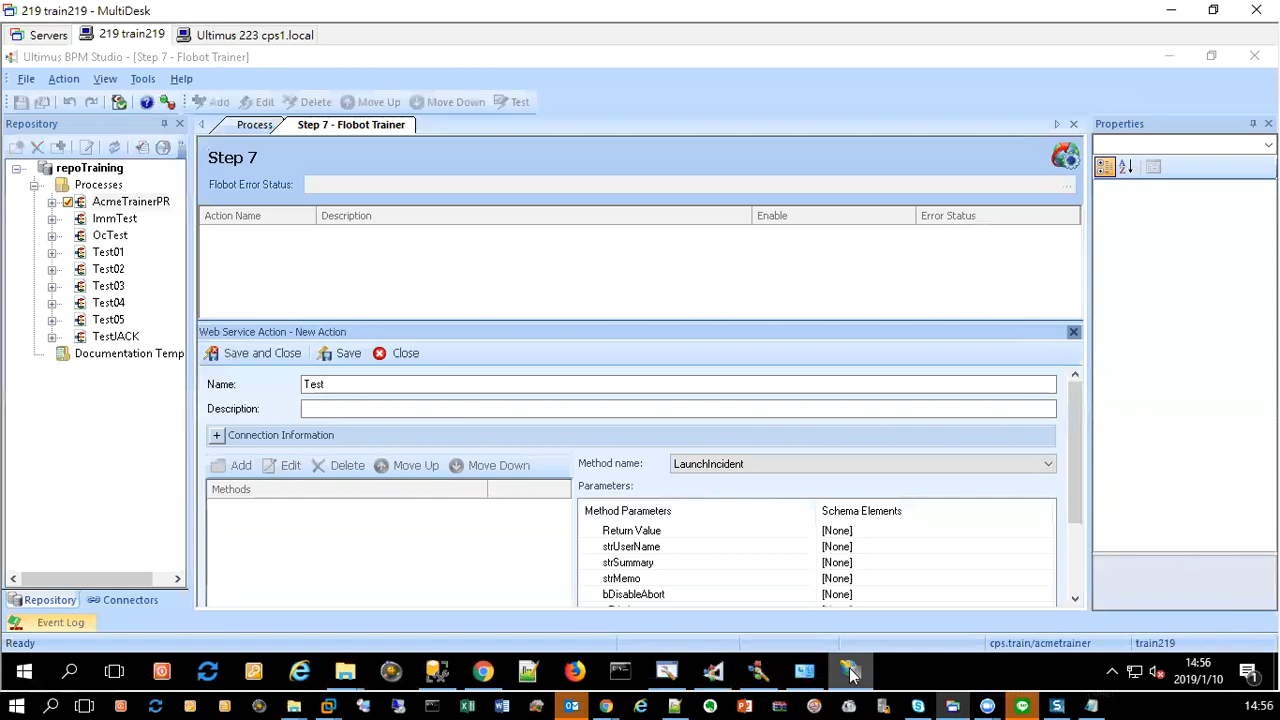 219 train219 - MultiDesk
Servers 219 train219 Ultimus 223 cps1.local
Ultimus BPM Studio - [Step 7 - Flobot Trainer]
File Action View Tools Help
Add Edit Delete Move Up Move Down Test
Repository Process Step 7 - Flobot Trainer Properties
repoTraining
Processes
AcmeTrainerPR
ImmTest
OcTest
Test01
Test02
Test03
Test04
Test05
TestJACK
Documentation Temp
Step 7
Flobot Error Status:
Action Name Description Enable Error Status
Web Service Action - New Action
Save and Close Save Close
Name: Test
Description:
Connection Information
Add Edit Delete Move Up Move Down
Methods
Method name: LaunchIncident
Parameters:
Method Parameters Schema Elements
Return Value [None]
strUserName [None]
strSummary [None]
strMemo [None]
bDisableAbort [None]
Repository Connectors
Event Log
Ready cps.train/acmetrainer train219
14:56
2019/1/10
14:56